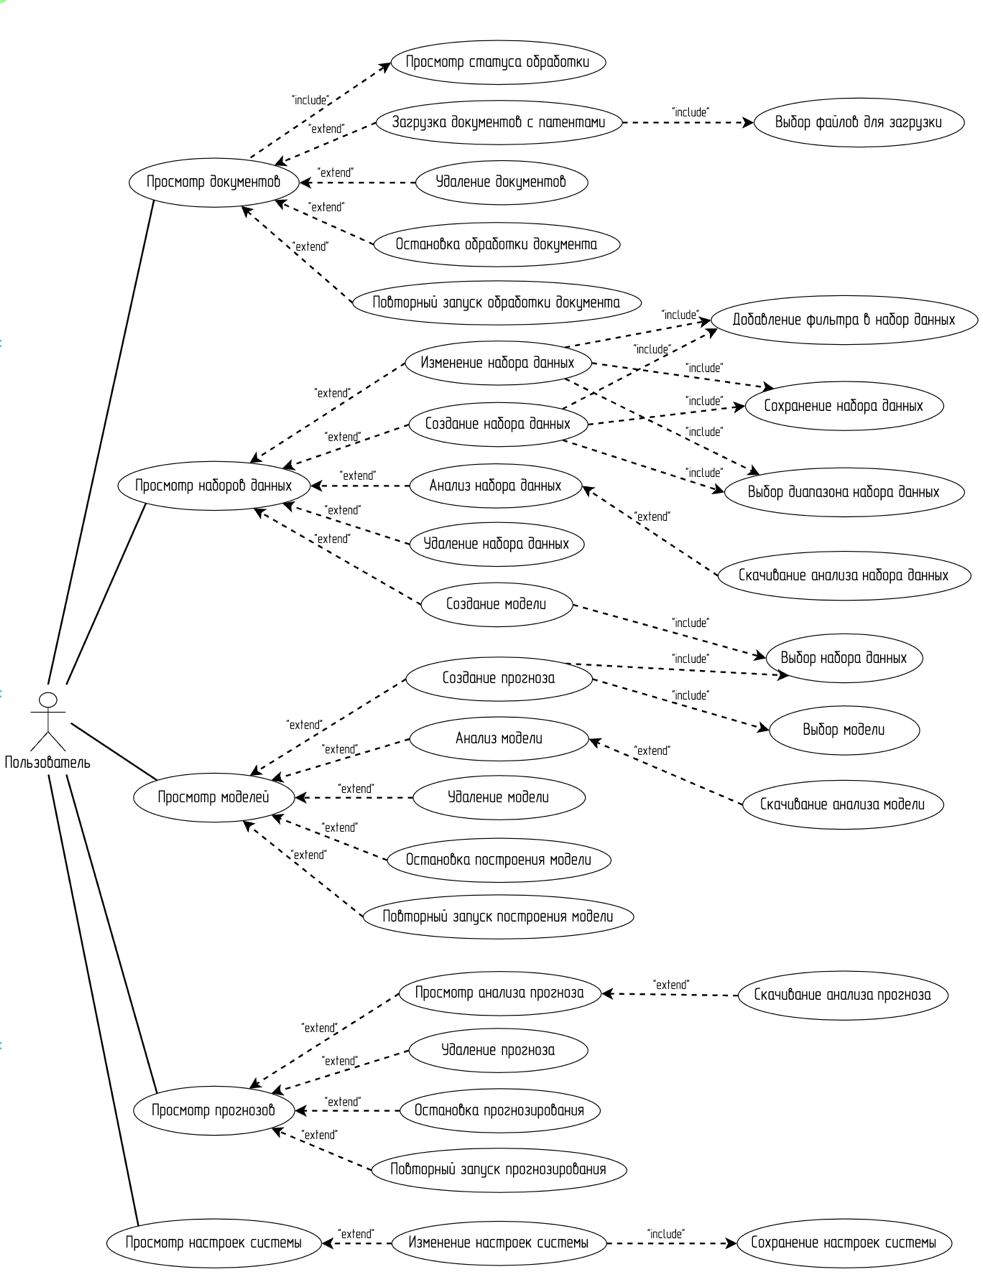 Просмотр статуса обработки
"include"
Загрузка документов с патентами
"include"
Выбор файлов для загрузки
"extend"
Просмотр документов
"extend"
Удаление документов
"extend"
Остановка обработки документа
"extend"
Повторный запуск обработки документа
"include"
Добавление фильтра в набор данных
"include"
Изменение набора данных
"include"
"extend"
"include"
Сохранение набора данных
Создание набора данных
"extend"
"include"
"include"
Просмотр наборов данных
"extend"
Анализ набора данных
Выбор диапазона набора данных
"extend"
"extend"
"extend"
Удаление набора данных
Скачивание анализа набора данных
Создание модели
"include"
Выбор набора данных
"include"
Создание прогноза
"include"
"extend"
Выбор модели
Анализ модели
"extend"
"extend"
Пользователь
Просмотр моделей
"extend"
Удаление модели
Скачивание анализа модели
"extend"
"extend"
Остановка построения модели
Повторный запуск построения модели
Просмотр анализа прогноза
"extend"
Скачивание анализа прогноза
"extend"
Удаление прогноза
"extend"
Просмотр прогнозов
"extend"
Остановка прогнозирования
"extend"
Повторный запуск прогнозирования
Просмотр настроек системы
"extend"
Изменение настроек системы
"include"
Сохранение настроек системы